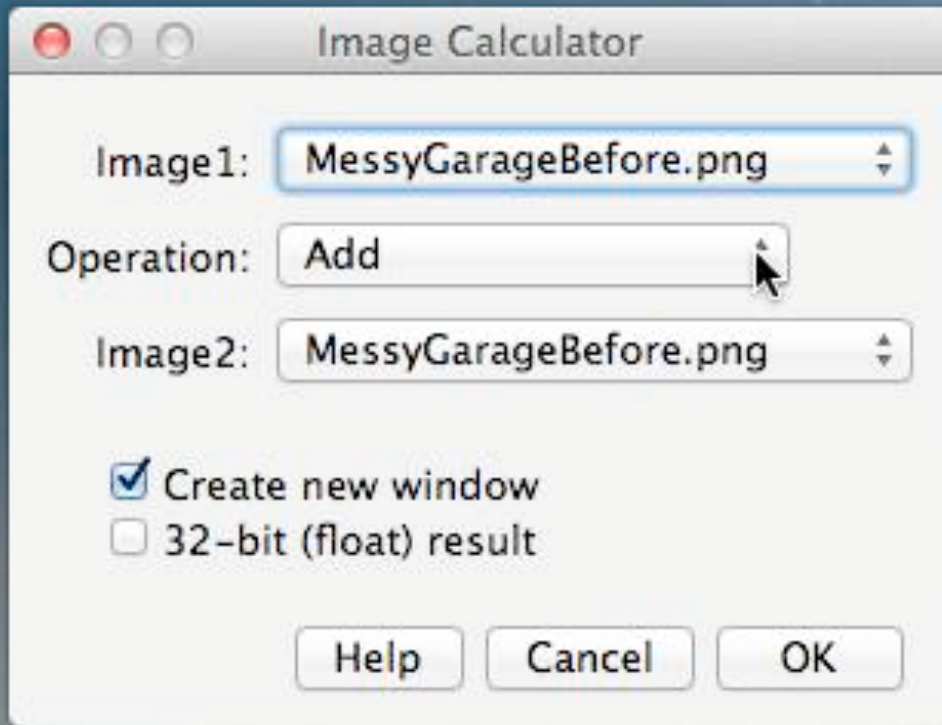 Image Calculator
Image1: MessyGarageBefore.png
Operation: Add
Image2: MessyGarageBefore.png
Create new window
32-bit (float) result
Help Cancel OK